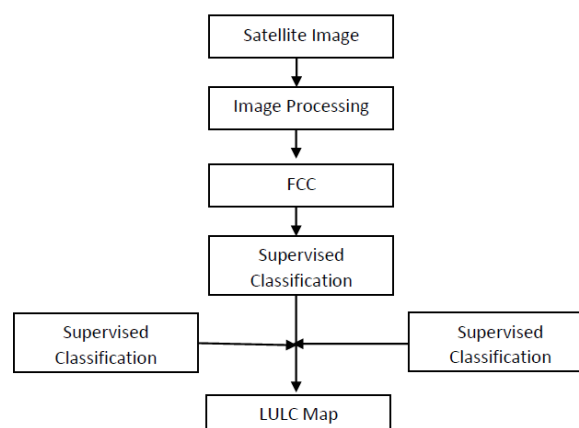 Satellite Image
Image Processing
FCC
Supervised
Classification
Supervised
Classification
Supervised
Classification
LULC Map